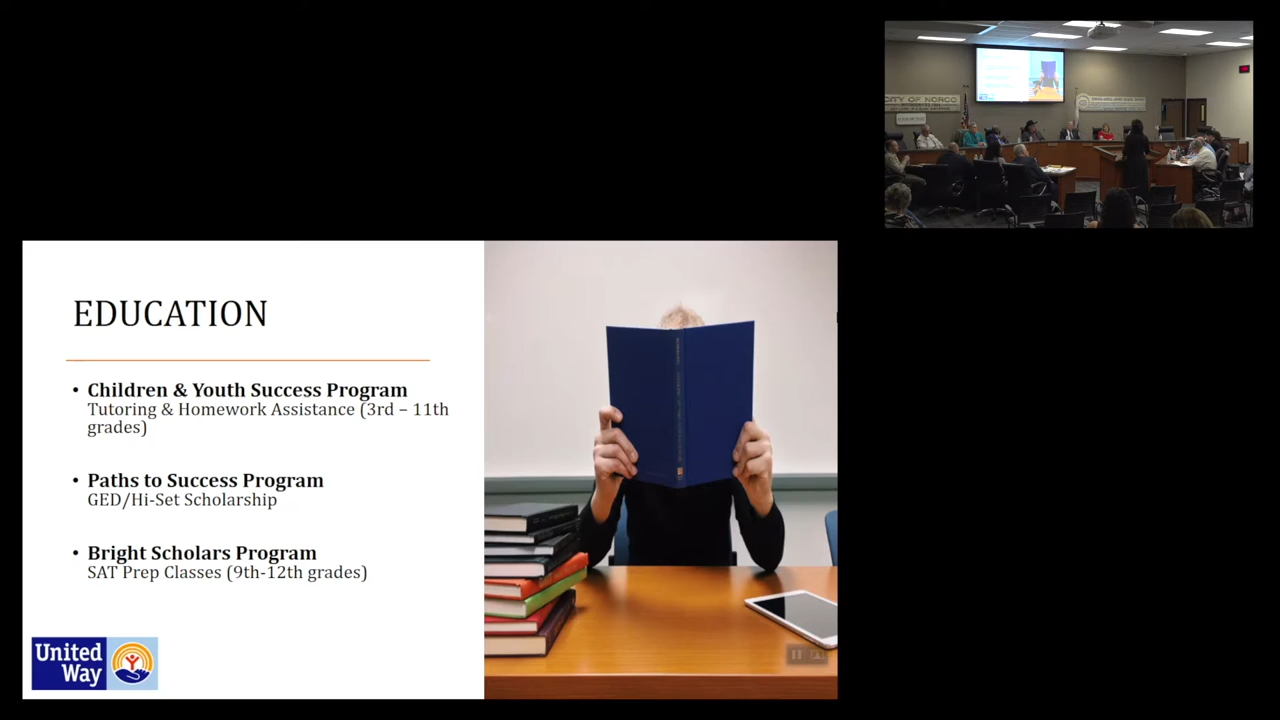 CITY OF NORCO
EDUCATION
• Children & Youth Success Program
Tutoring & Homework Assistance (3rd – 11th
grades)
• Paths to Success Program
GED/Hi-Set Scholarship
• Bright Scholars Program
SAT Prep Classes (9th-12th grades)
United
Way